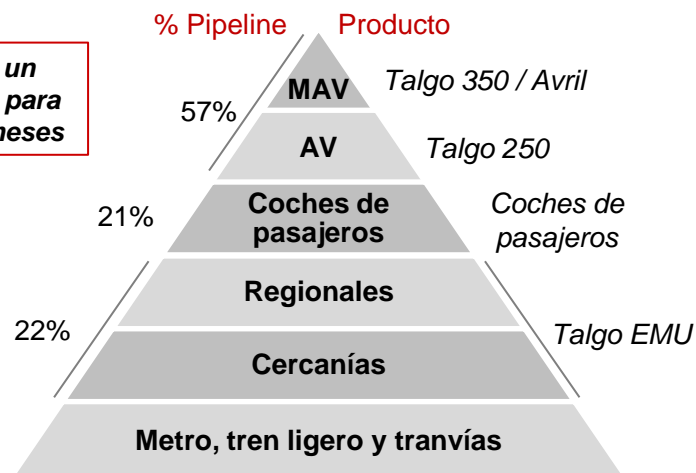 % Pipeline Producto
un
para
MAV Talgo 350 / Avril
57%
AV Talgo 250
21%
Coches de
pasajeros
Coches de
pasajeros
Regionales
22%
Talgo EMU
Cercanías
Metro, tren ligero y tranvías